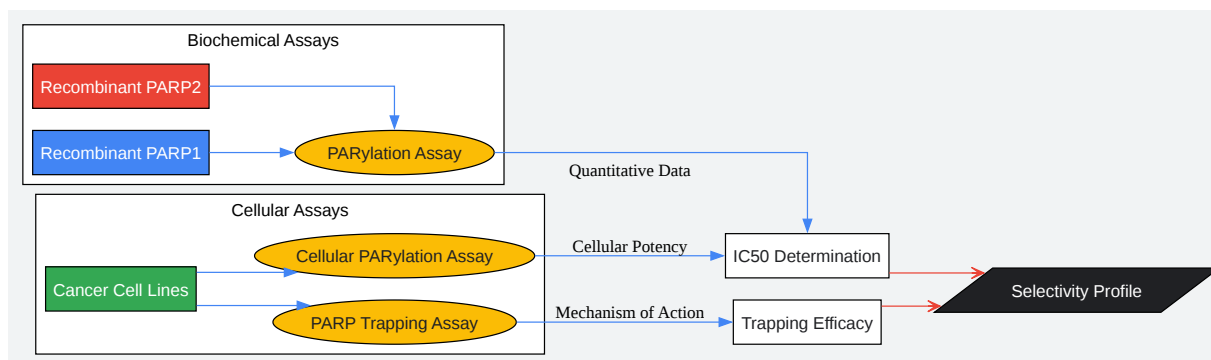 Biochemical Assays
Recombinant PARP2
Recombinant PARP1
PARylation Assay
Quantitative Data
Cellular Assays
Cellular PARylation Assay
Cellular Potency
IC50 Determination
Cancer Cell Lines
Selectivity Profile
PARP Trapping Assay
Mechanism of Action
Trapping Efficacy